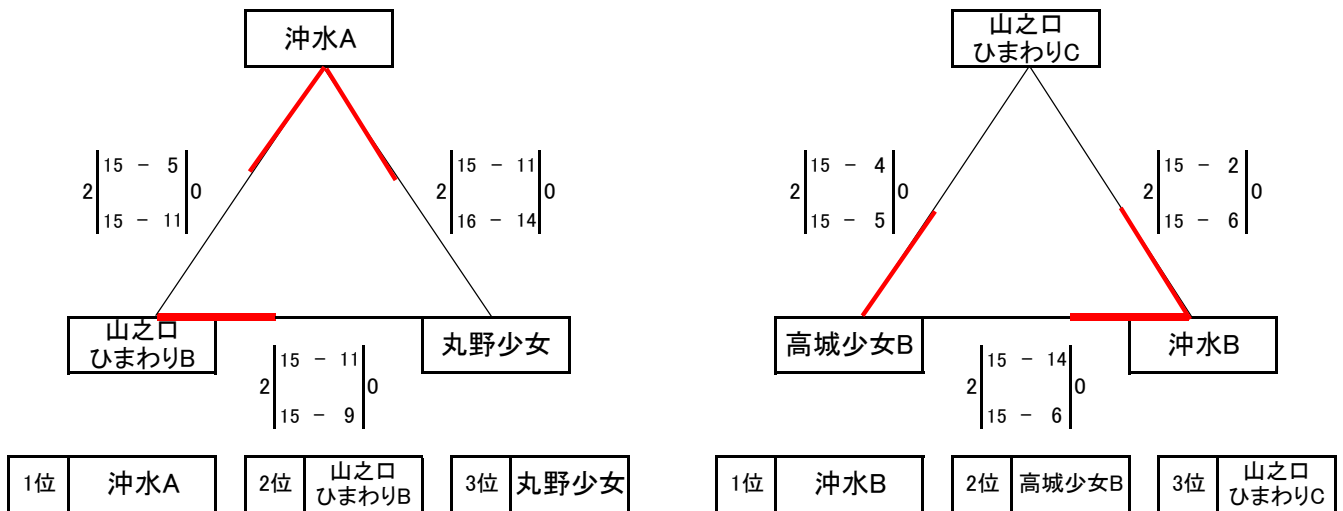 沖水A
15 - 5
2 0
15 - 11
15 - 11
2 0
16 - 14
山之口
ひまわりB
丸野少女
15 - 11
2 0
15 - 9
1位 沖水A 2位 山之口
ひまわりB 3位 丸野少女
山之口
ひまわりC
15 - 4
2 0
15 - 5
15 - 2
2 0
15 - 6
高城少女B
沖水B
15 - 14
2 0
15 - 6
1位 沖水B 2位 高城少女B 3位 山之口
ひまわりC